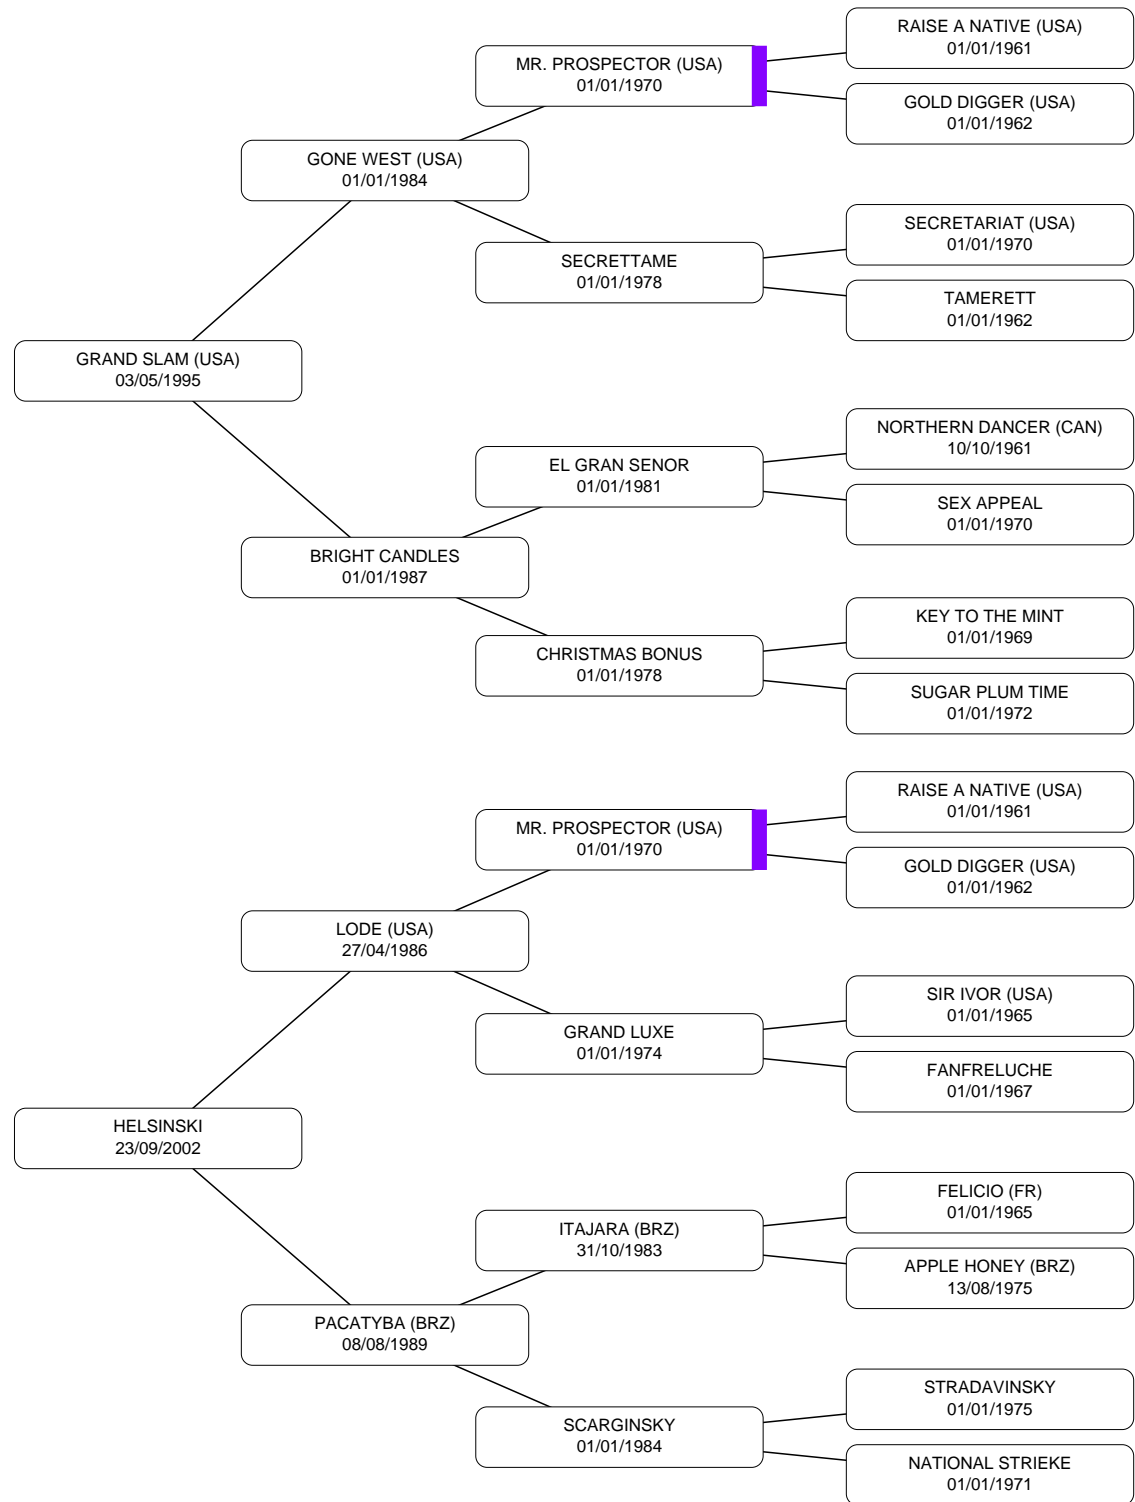 RAISE A NATIVE (USA)
01/01/1961
MR. PROSPECTOR (USA)
01/01/1970
GOLD DIGGER (USA)
01/01/1962
GONE WEST (USA)
01/01/1984
SECRETARIAT (USA)
01/01/1970
SECRETTAME
01/01/1978
TAMERETT
01/01/1962
GRAND SLAM (USA)
03/05/1995
NORTHERN DANCER (CAN)
10/10/1961
EL GRAN SENOR
01/01/1981
SEX APPEAL
01/01/1970
BRIGHT CANDLES
01/01/1987
KEY TO THE MINT
01/01/1969
CHRISTMAS BONUS
01/01/1978
SUGAR PLUM TIME
01/01/1972
RAISE A NATIVE (USA)
01/01/1961
MR. PROSPECTOR (USA)
01/01/1970
GOLD DIGGER (USA)
01/01/1962
LODE (USA)
27/04/1986
SIR IVOR (USA)
01/01/1965
GRAND LUXE
01/01/1974
FANFRELUCHE
01/01/1967
HELSINSKI
23/09/2002
FELICIO (FR)
01/01/1965
ITAJARA (BRZ)
31/10/1983
APPLE HONEY (BRZ)
13/08/1975
PACATYBA (BRZ)
08/08/1989
STRADAVINSKY
01/01/1975
SCARGINSKY
01/01/1984
NATIONAL STRIEKE
01/01/1971